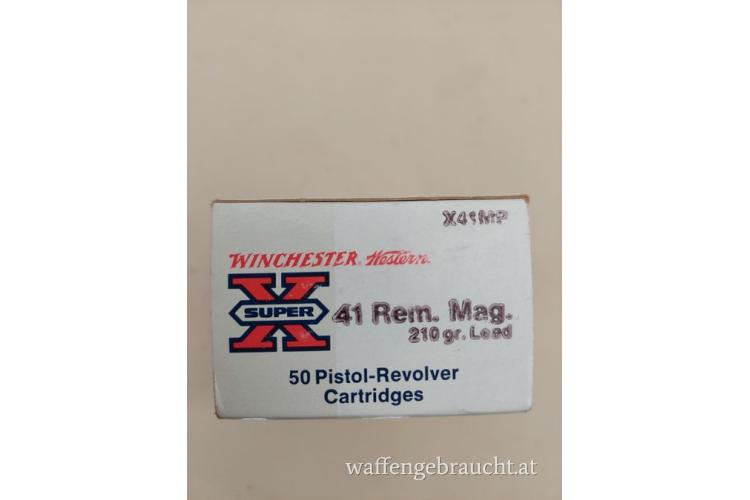 X41MP
WINCHESTER Western
X SUPER
41 Rem. Mag.
210 gr. Lead
50 Pistol-Revolver
Cartridges
waffengebraucht.at